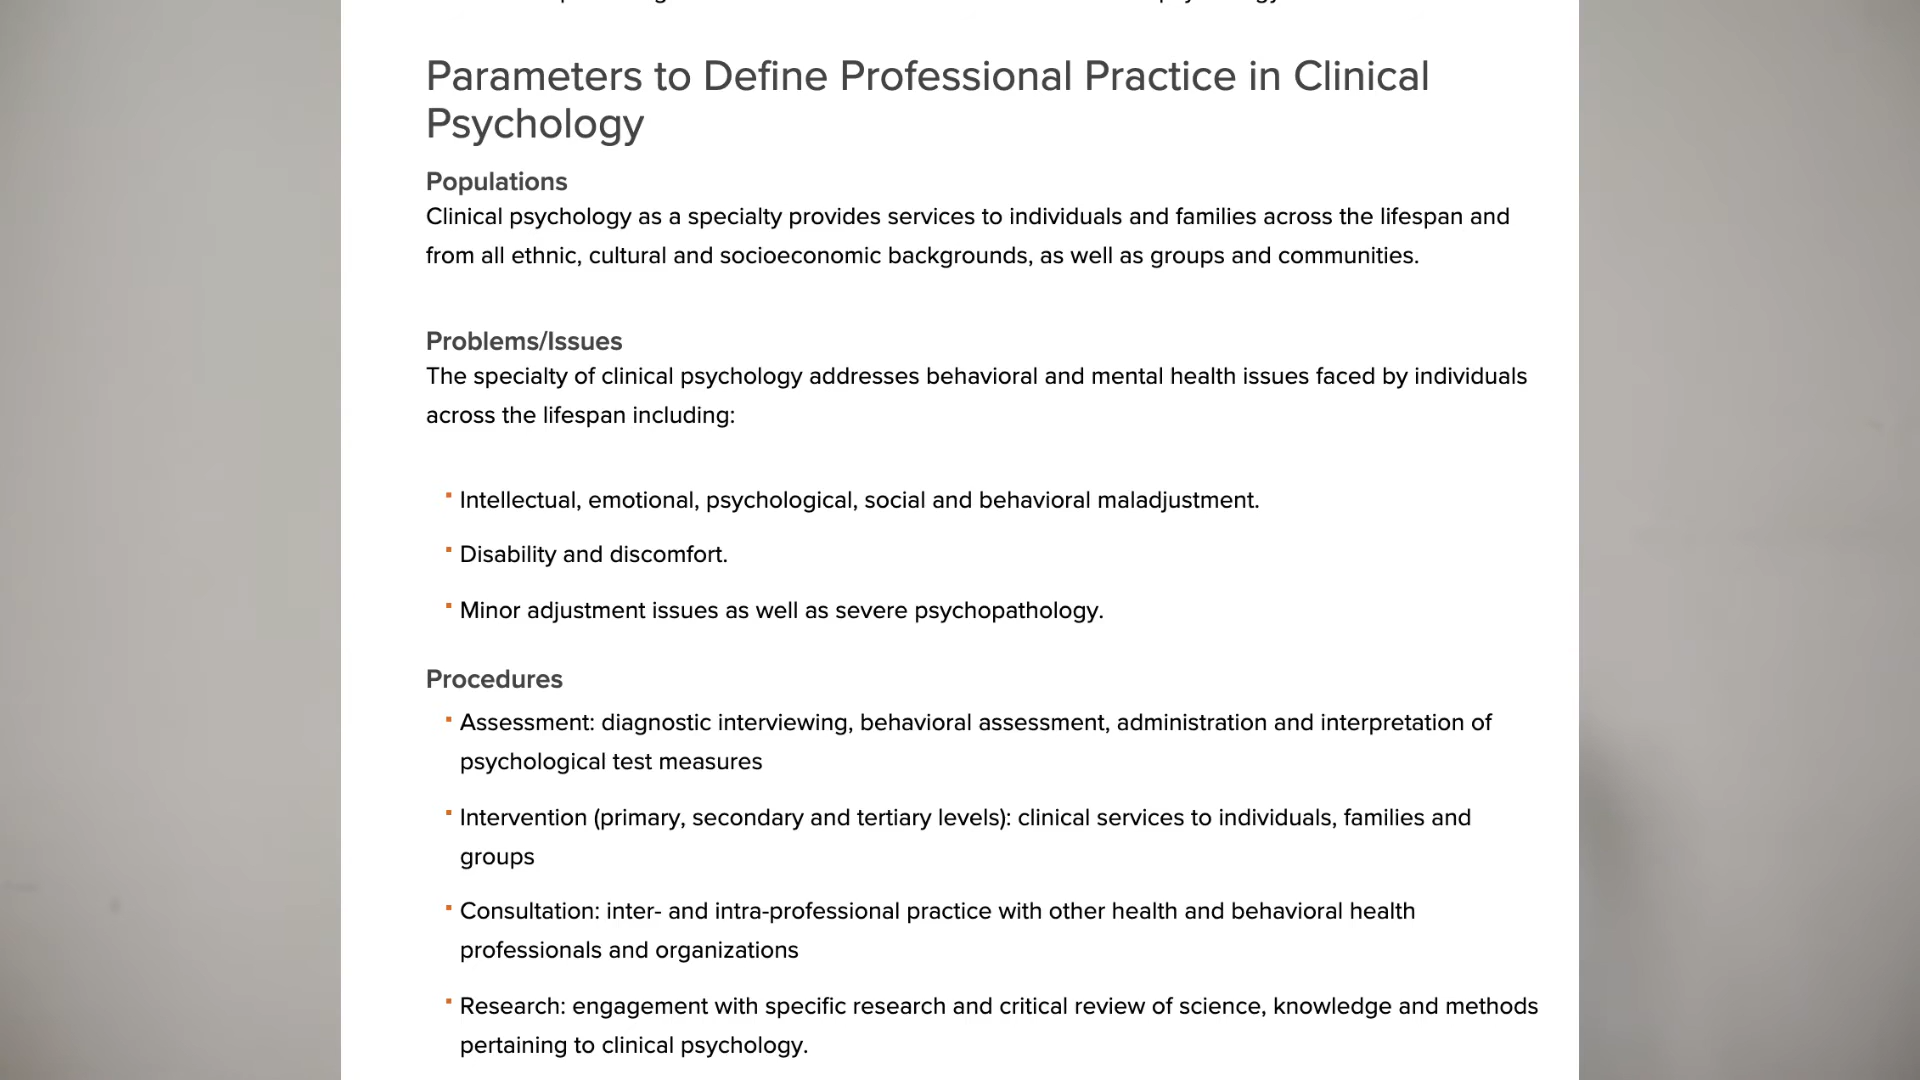 Parameters to Define Professional Practice in Clinical
Psychology
Populations
Clinical psychology as a specialty provides services to individuals and families across the lifespan and
from all ethnic, cultural and socioeconomic backgrounds, as well as groups and communities.
Problems/Issues
The specialty of clinical psychology addresses behavioral and mental health issues faced by individuals
across the lifespan including:
Intellectual, emotional, psychological, social and behavioral maladjustment.
Disability and discomfort.
Minor adjustment issues as well as severe psychopathology.
Procedures
Assessment: diagnostic interviewing, behavioral assessment, administration and interpretation of
psychological test measures
Intervention (primary, secondary and tertiary levels): clinical services to individuals, families and
groups
Consultation: inter- and intra-professional practice with other health and behavioral health
professionals and organizations
Research: engagement with specific research and critical review of science, knowledge and methods
pertaining to clinical psychology.